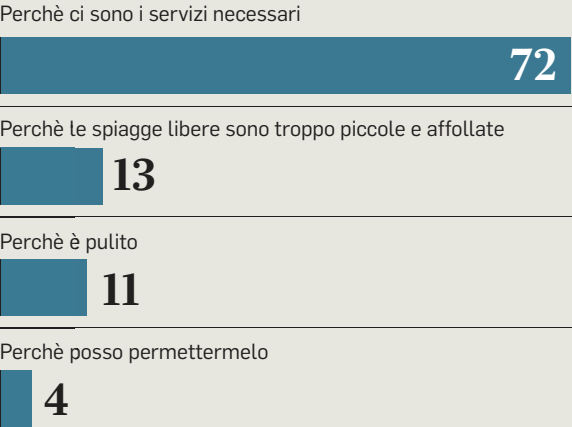 Perchè ci sono i servizi necessari
72
Perchè le spiagge libere sono troppo piccole e affollate
13
Perchè è pulito
11
Perchè posso permettermelo
4